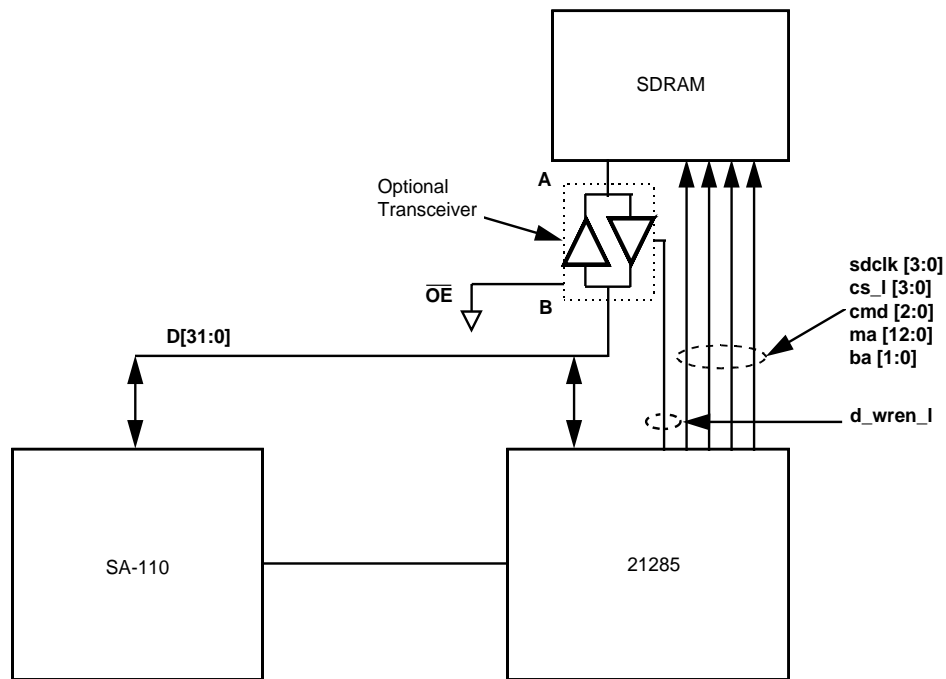 SDRAM
A
Optional
Transceiver
OE
B
sdclk [3:0]
cs_l [3:0]
cmd [2:0]
ma [12:0]
ba [1:0]
D[31:0]
d_wren_l
SA-110
21285